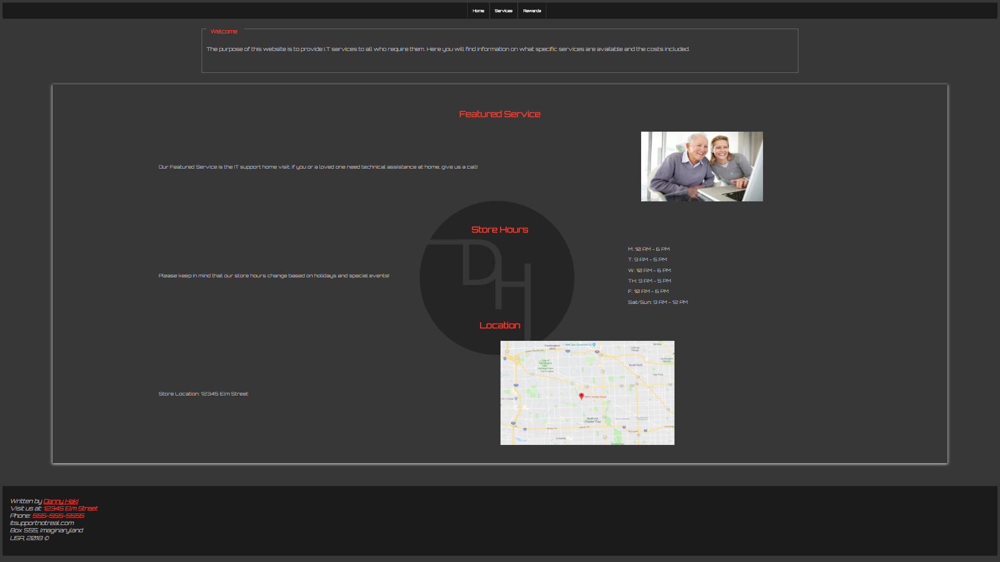 Home Services Rewards
Welcome
The purpose of this website is to provide I.T services to all who require them. Here you will find information on what specific services are available and the costs included.
Featured Service
Our Featured Service is the IT support home visit. If you or a loved one need technical assistance at home, give us a call!
Store Hours
Please keep in mind that our store hours change based on holidays and speciel events!
M: 10 AM - 6 PM
T: 9 AM - 5 PM
W: 10 AM - 6 PM
TH: 9 AM - 5 PM
F: 10 AM - 6 PM
Sat/Sun: 9 AM - 12 PM
DH
Location
Store Location: 12345 Elm Street
Farmington
Hills
Southfield
Oak Park
Redford
Charter Twp
Livonia
Written by Danny Haki
Visit us at: 12345 Elm Street
Phone: 555-555-5555
Itsupportnotreal.com
Box 555, Imaginaryland
USA, 2018 ©